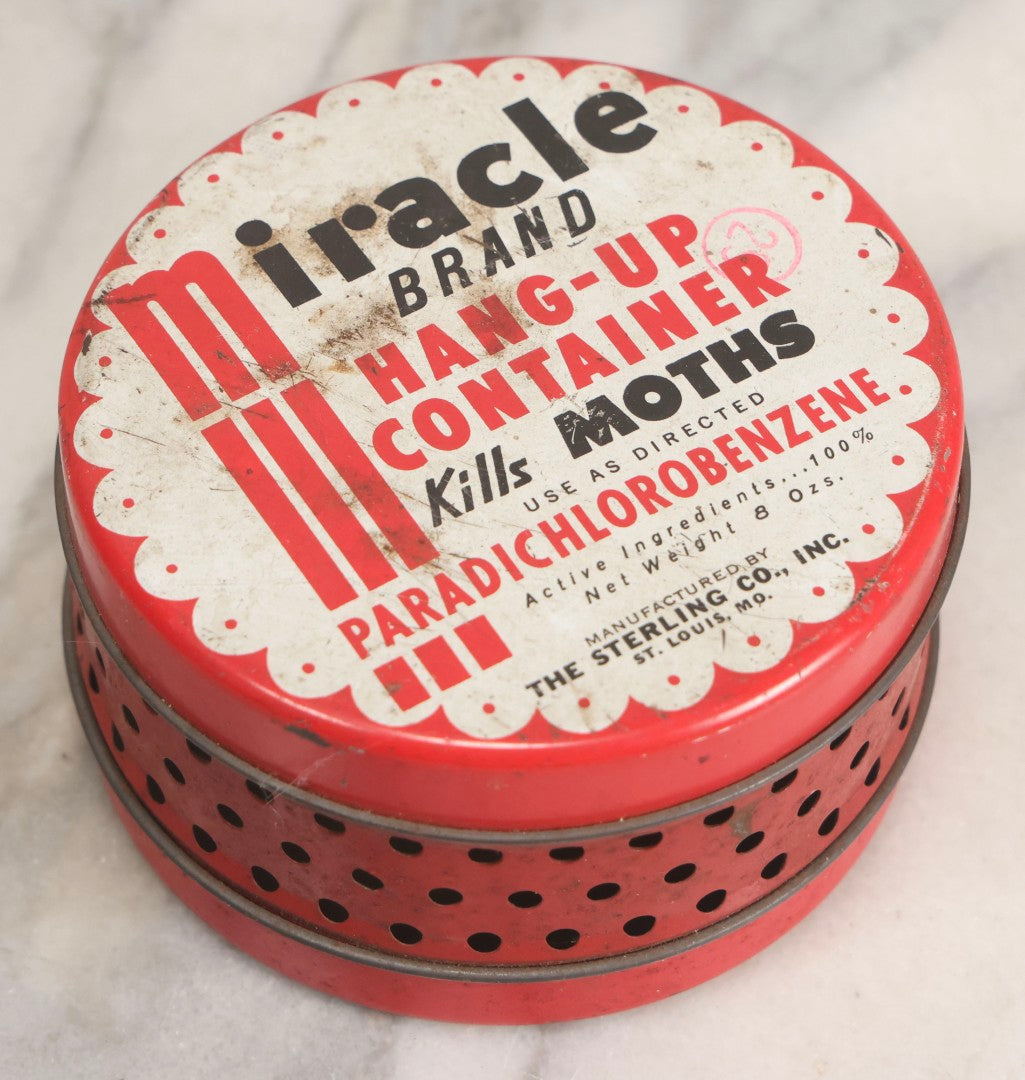 miracle
BRAND
HANG-UP
CONTAINER
Kills MOTHS
USE AS DIRECTED
PARADICHLOROBENZENE
Active Ingredients...100%
Net Weight 8 Ozs.
MANUFACTURED BY
THE STERLING CO., INC.
ST. LOUIS, MO.